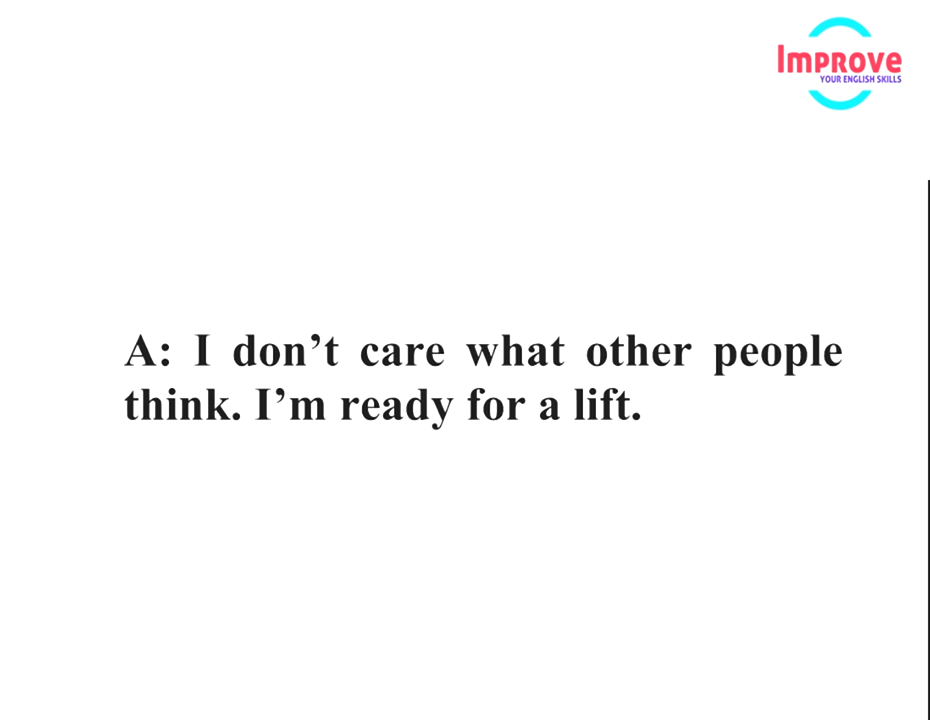 Improve
YOUR ENGLISH SKILLS
A: I don’t care what other people
think. I’m ready for a lift.